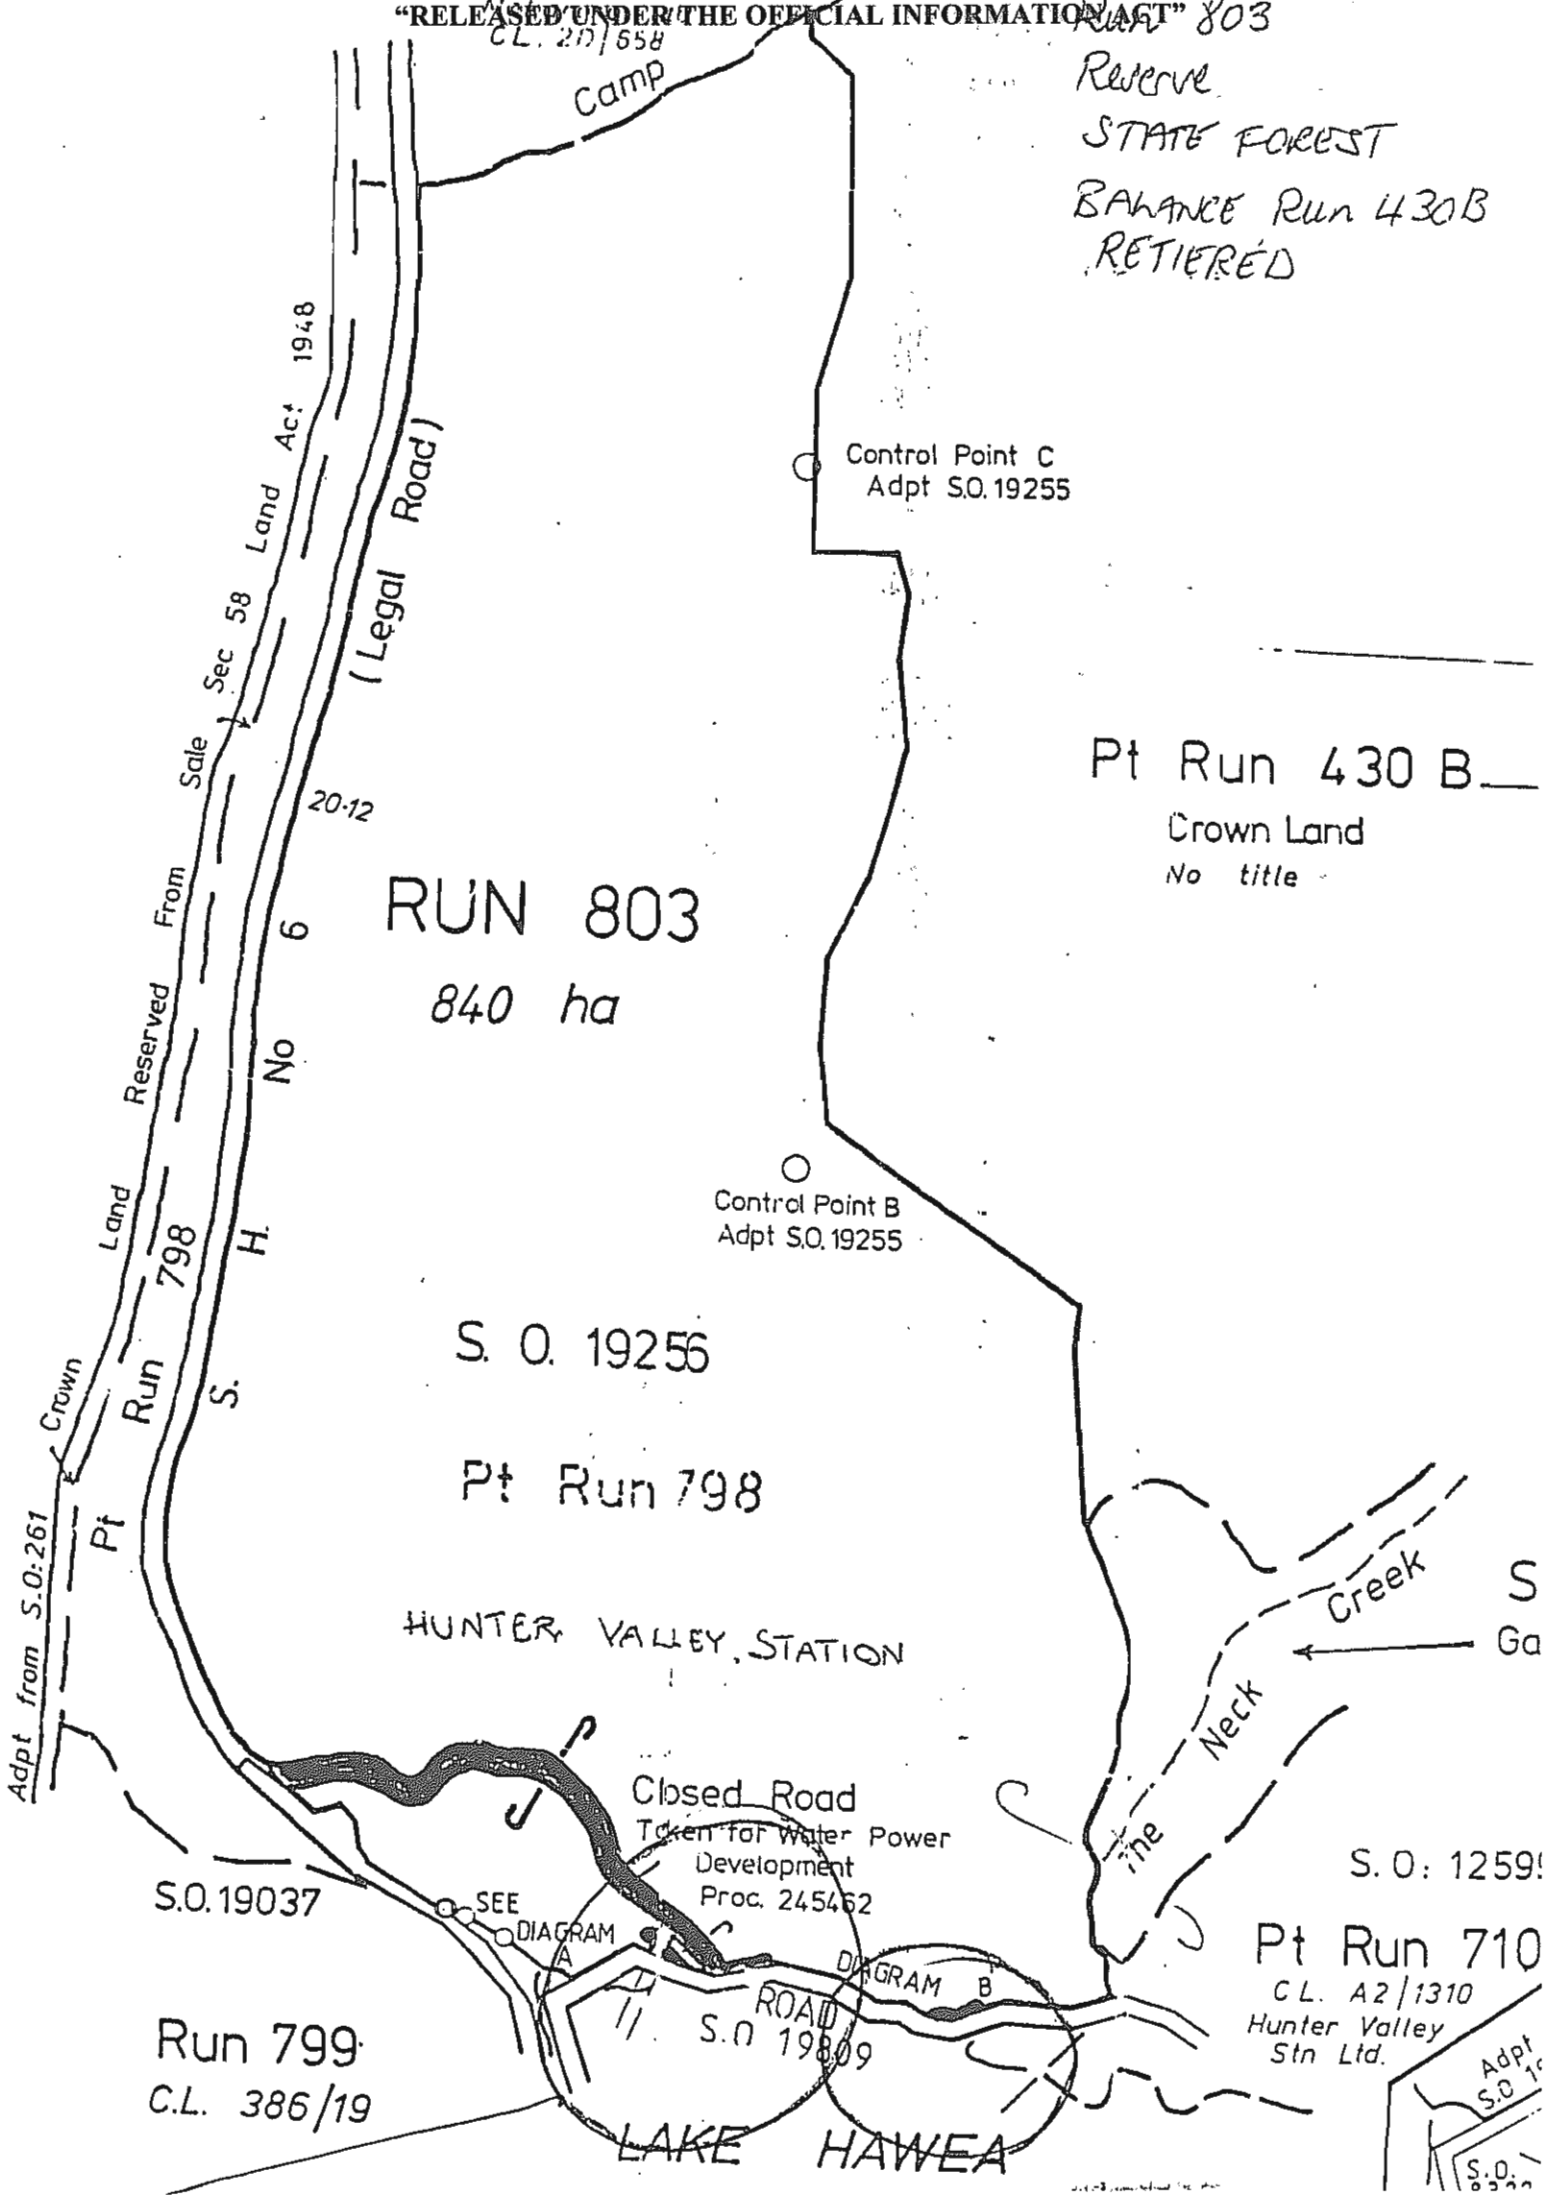 “RELEASED UNDER THE OFFICIAL INFORMATION ACT”
CL. 2D/658
Run 803
Reserve
STATE FOREST
BALANCE Run 430B
RETIERED
Camp
Crown Land Reserved From Sale Sec 58 Land Act 1948
(Legal Road)
Control Point C
Adpt S.O. 19255
Pt Run 430 B
Crown Land
No title
20·12
RUN 803
840 ha
S. H. No 6
Pt Run 798
Control Point B
Adpt S.O. 19255
S. O. 19256
Pt Run 798
Adpt from S.O: 261
HUNTER VALLEY STATION
The Neck Creek
S
Ga
Closed Road
Taken for Water Power
Development
Proc. 245462
S.O. 19037
SEE
DIAGRAM
A
DIAGRAM B
ROAD
S.O 19809
S. O: 1259
Pt Run 710
C L. A2/1310
Hunter Valley
Stn Ltd.
Run 799
C.L. 386/19
LAKE HAWEA
Adpt
S.O
S.O.